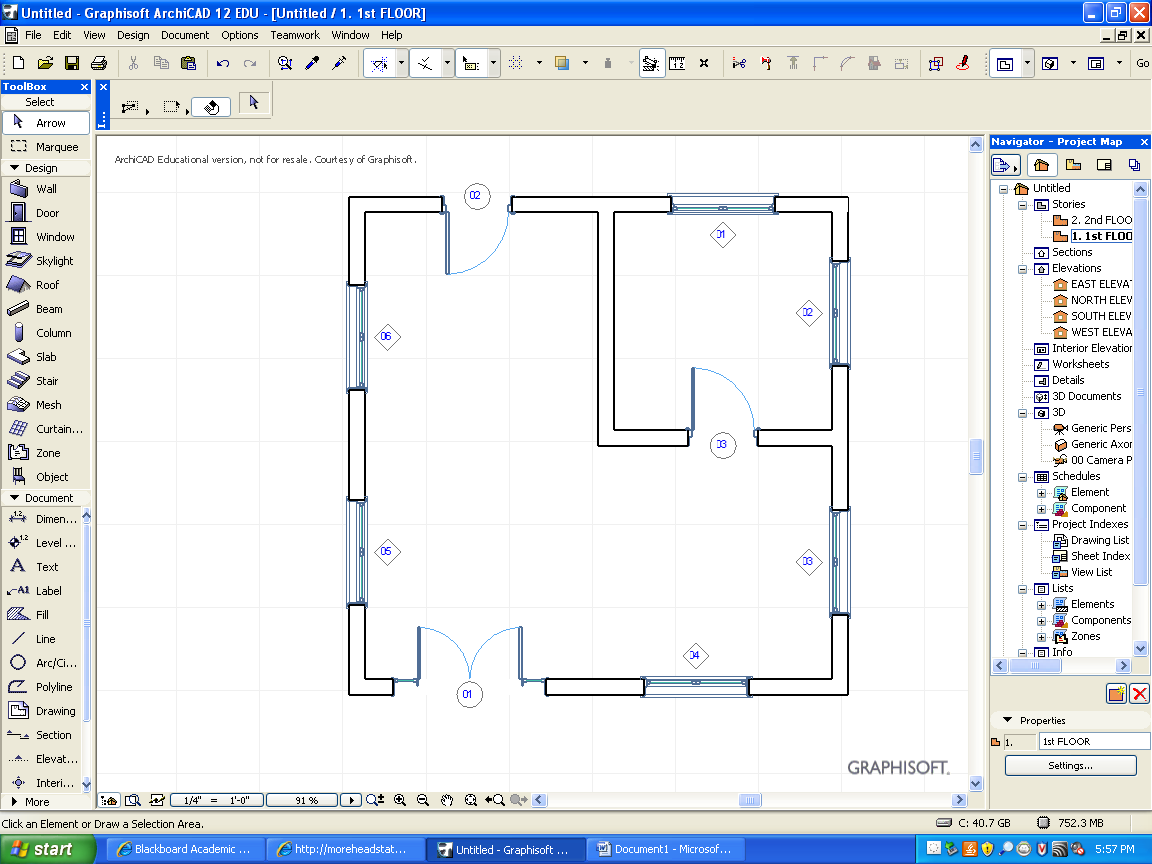 Untitled - Graphisoft ArchiCAD 12 EDU - [Untitled / 1. 1st FLOOR]
File Edit View Design Document Options Teamwork Window Help
Go
ToolBox
Select
Arrow
Marquee
Design
Wall
Door
Window
Skylight
Roof
Beam
Column
Slab
Stair
Mesh
Curtain...
Zone
Object
Document
Dimen...
Level ...
Text
Label
Fill
Line
Arc/Ci...
Polyline
Drawing
Section
Elevat...
Interi...
More
ArchiCAD Educational version, not for resale. Courtesy of Graphisoft.
02
01
02
06
03
05
03
04
01
GRAPHISOFT.
1/4" = 1'-0"
91 %
Navigator - Project Map
Untitled
Stories
2. 2nd FLOO
1. 1st FLOO
Sections
Elevations
EAST ELEVA
NORTH ELEV
SOUTH ELEV
WEST ELEVA
Interior Elevation
Worksheets
Details
3D Documents
3D
Generic Pers
Generic Axor
00 Camera P
Schedules
Element
Component
Project Indexes
Drawing List
Sheet Index
View List
Lists
Elements
Components
Zones
Info
Properties
1. 1st FLOOR
Settings...
Click an Element or Draw a Selection Area.
C: 40.7 GB 752.3 MB
start
Blackboard Academic ...
http://moreheadstat...
Untitled - Graphisoft ...
Document1 - Microsof...
5:57 PM